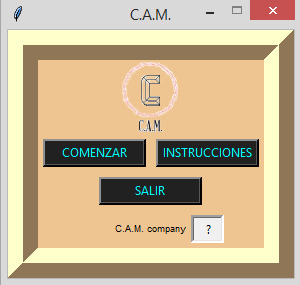 C.A.M.
C
C.A.M.
COMENZAR
INSTRUCCIONES
SALIR
C.A.M. company
?